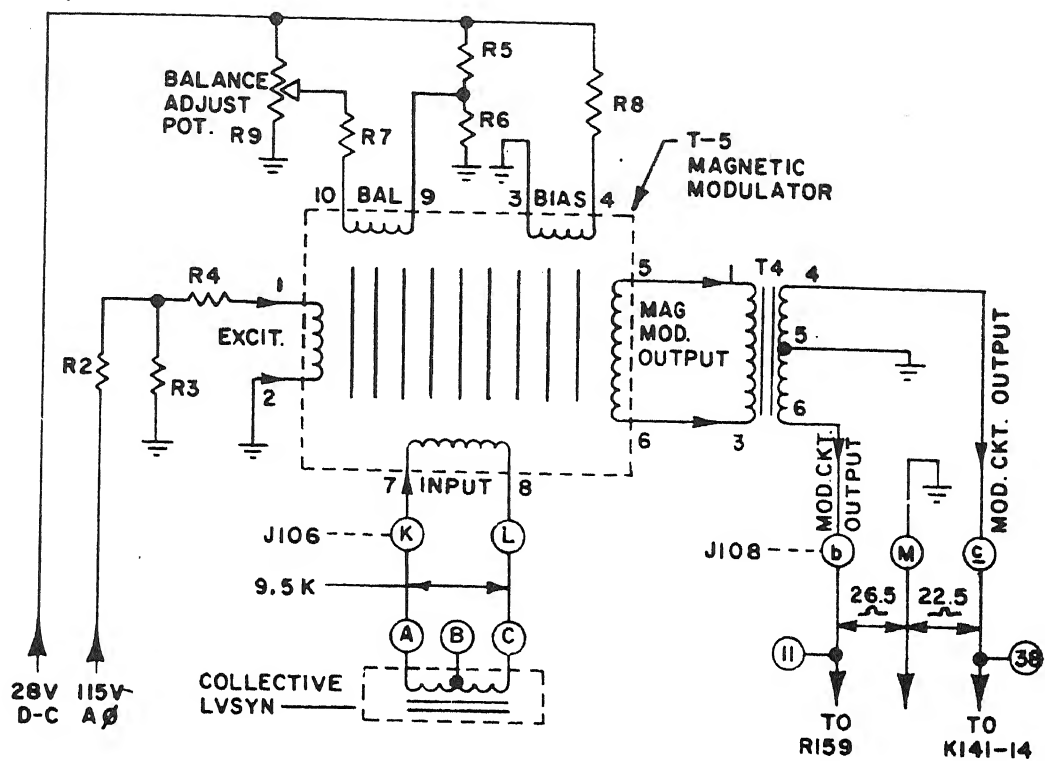 R5
BALANCE
ADJUST
POT.
R9
R7
R6
R8
T-5
MAGNETIC
MODULATOR
10 BAL 9
3 BIAS 4
R4
1
EXCIT.
R2
R3
2
5
MAG
MOD.
OUTPUT
6
1 T4 4
5
3
6
MOD. CKT. OUTPUT
MOD. CKT
OUTPUT
7 INPUT 8
J106
K
L
J108
b
M
c
9.5K
26.5
22.5
A
B
C
11
38
28V
D-C
115V
AØ
COLLECTIVE
LVSYN
TO
R159
TO
K141-14